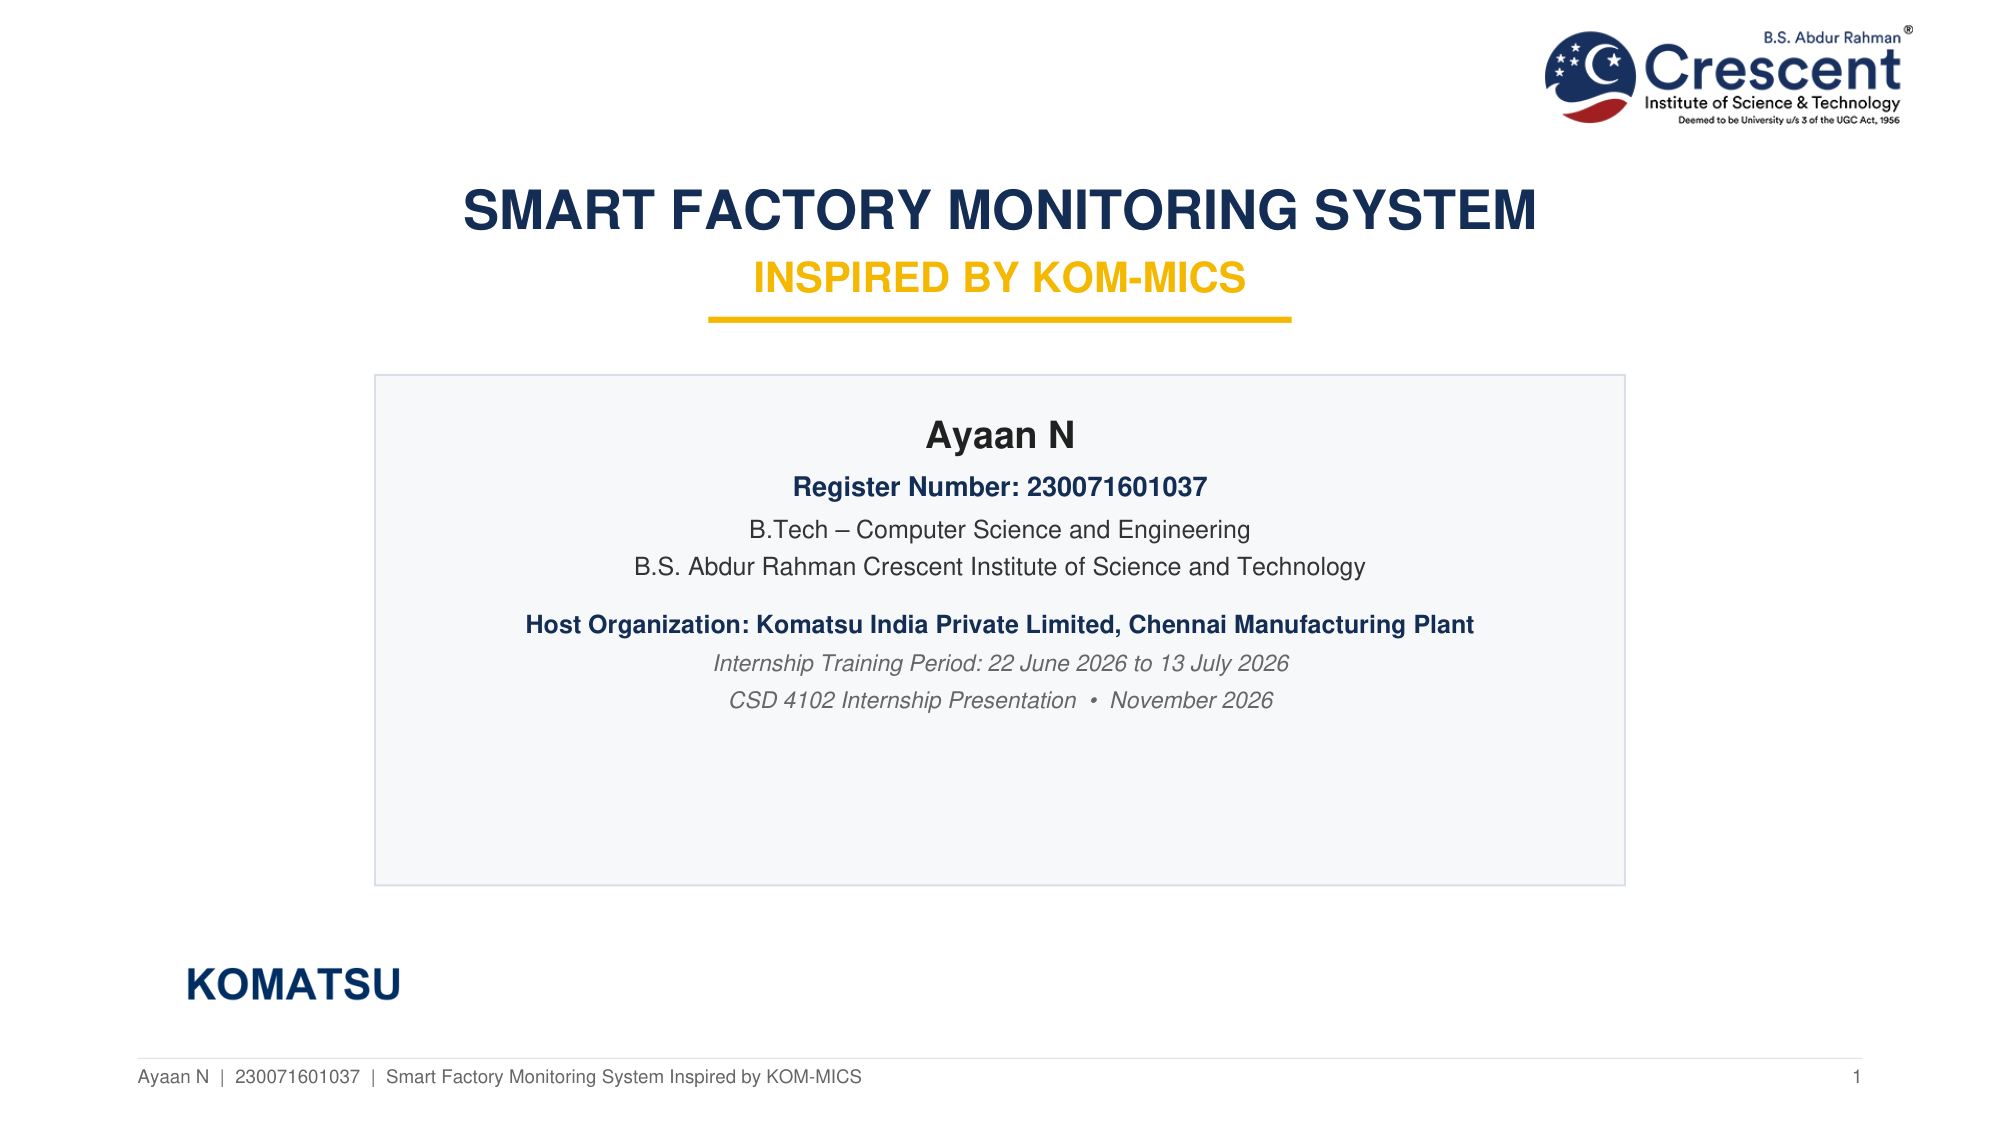 B.S. Abdur Rahman®
Crescent
Institute of Science & Technology
Deemed to be University u/s 3 of the UGC Act, 1956
SMART FACTORY MONITORING SYSTEM
INSPIRED BY KOM-MICS
Ayaan N
Register Number: 230071601037
B.Tech – Computer Science and Engineering
B.S. Abdur Rahman Crescent Institute of Science and Technology
Host Organization: Komatsu India Private Limited, Chennai Manufacturing Plant
Internship Training Period: 22 June 2026 to 13 July 2026
CSD 4102 Internship Presentation • November 2026
KOMATSU
Ayaan N | 230071601037 | Smart Factory Monitoring System Inspired by KOM-MICS 1